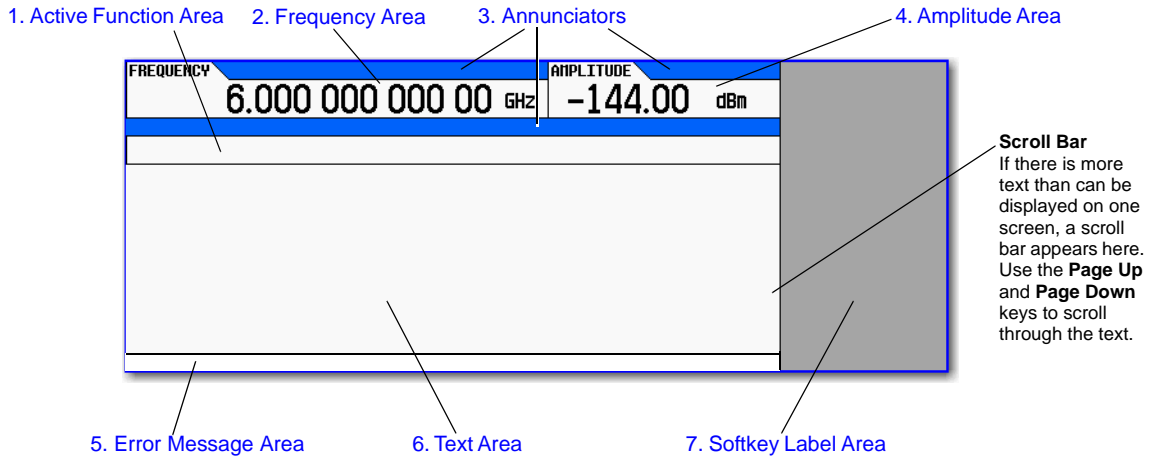 1. Active Function Area
2. Frequency Area
3. Annunciators
4. Amplitude Area
FREQUENCY
6.000 000 000 00 GHz
AMPLITUDE
-144.00 dBm
Scroll Bar
If there is more
text than can be
displayed on one
screen, a scroll
bar appears here.
Use the Page Up
and Page Down
keys to scroll
through the text.
5. Error Message Area
6. Text Area
7. Softkey Label Area